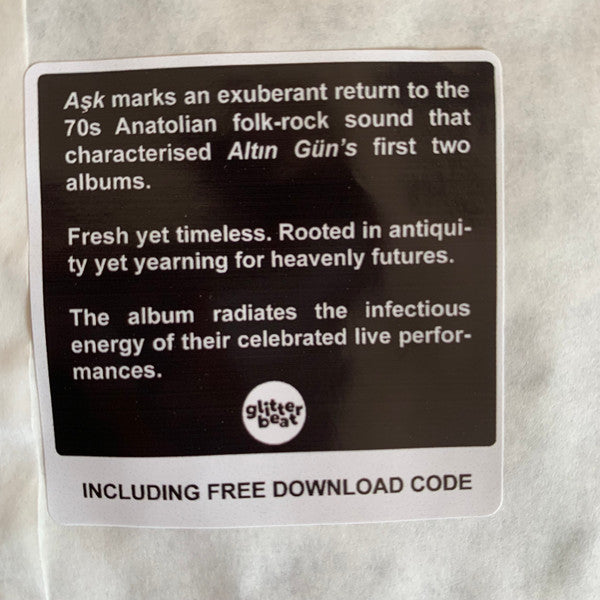 Aşk marks an exuberant return to the
70s Anatolian folk-rock sound that
characterised Altın Gün's first two
albums.
Fresh yet timeless. Rooted in antiqui-
ty yet yearning for heavenly futures.
The album radiates the infectious
energy of their celebrated live perfor-
mances.
glitter
beat
INCLUDING FREE DOWNLOAD CODE